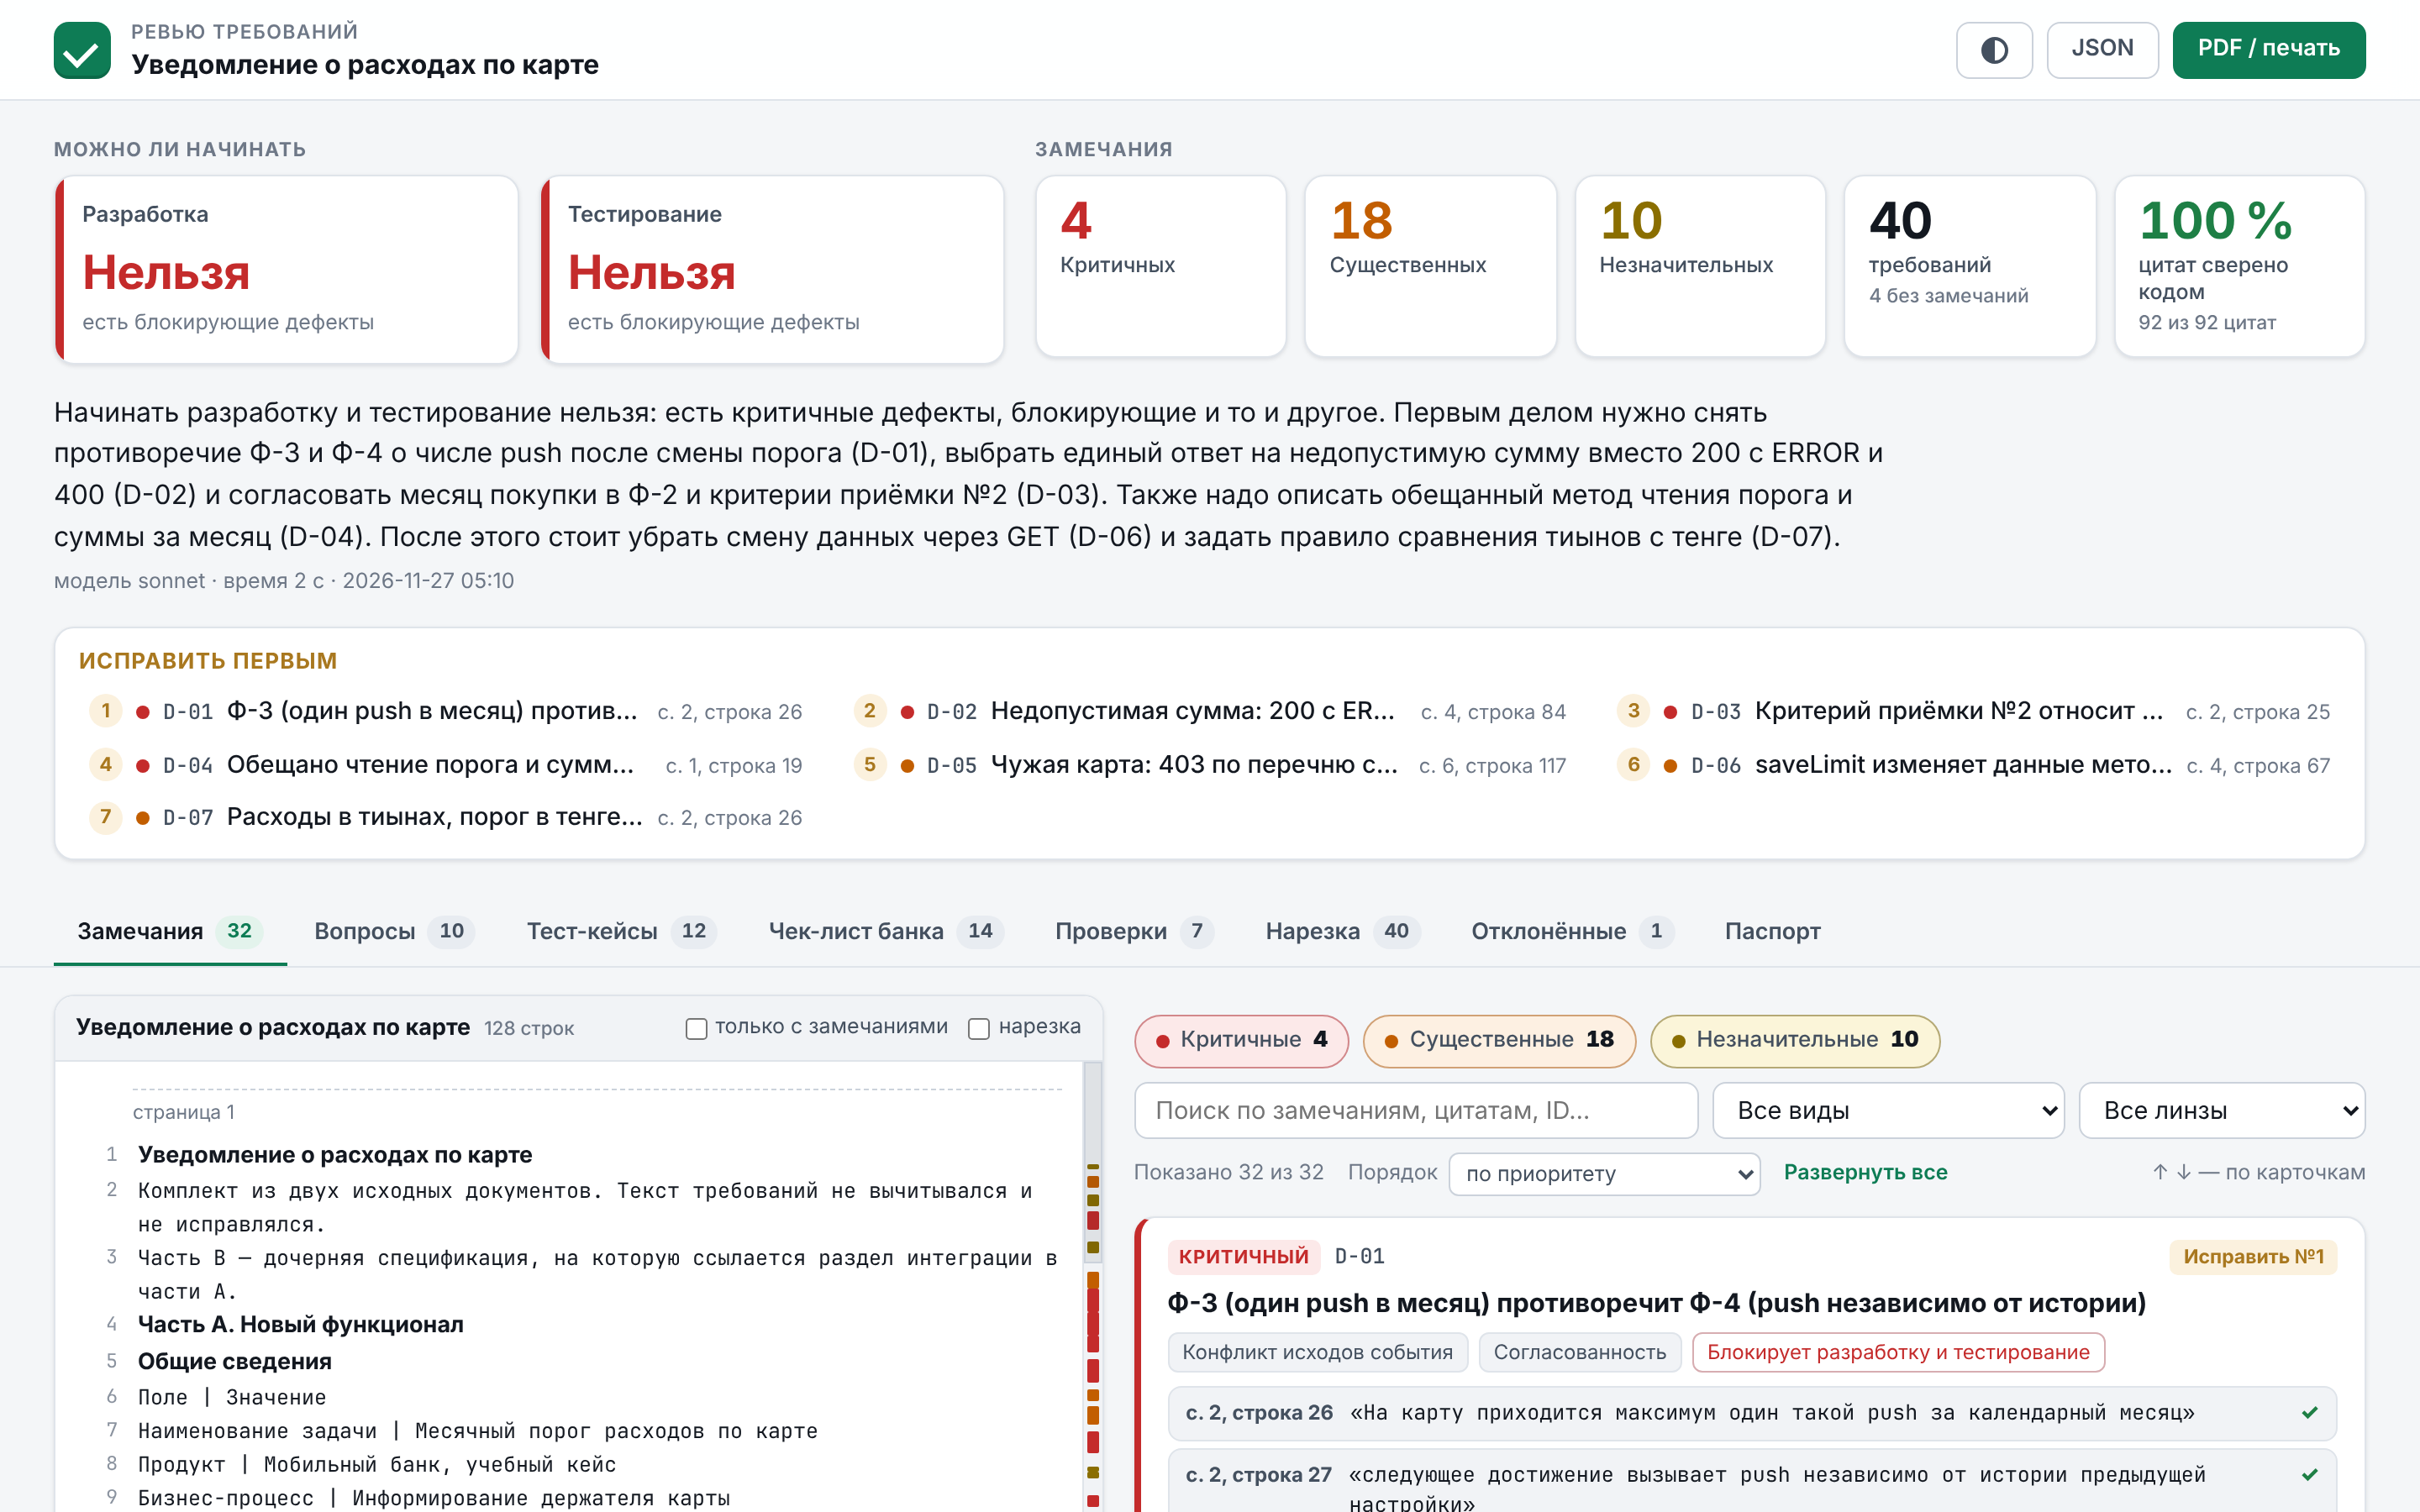 РЕВЬЮ ТРЕБОВАНИЙ
Уведомление о расходах по карте
JSON
PDF / печать
МОЖНО ЛИ НАЧИНАТЬ
Разработка
Нельзя
есть блокирующие дефекты
Тестирование
Нельзя
есть блокирующие дефекты
ЗАМЕЧАНИЯ
4
Критичных
18
Существенных
10
Незначительных
40
требований
4 без замечаний
100 %
цитат сверено
кодом
92 из 92 цитат
Начинать разработку и тестирование нельзя: есть критичные дефекты, блокирующие и то и другое. Первым делом нужно снять
противоречие Ф-3 и Ф-4 о числе push после смены порога (D-01), выбрать единый ответ на недопустимую сумму вместо 200 с ERROR и
400 (D-02) и согласовать месяц покупки в Ф-2 и критерии приёмки №2 (D-03). Также надо описать обещанный метод чтения порога и
суммы за месяц (D-04). После этого стоит убрать смену данных через GET (D-06) и задать правило сравнения тиынов с тенге (D-07).
модель sonnet · время 2 с · 2026-11-27 05:10
ИСПРАВИТЬ ПЕРВЫМ
1 D-01 Ф-3 (один push в месяц) против... с. 2, строка 26
2 D-02 Недопустимая сумма: 200 с ER... с. 4, строка 84
3 D-03 Критерий приёмки №2 относит ... с. 2, строка 25
4 D-04 Обещано чтение порога и сумм... с. 1, строка 19
5 D-05 Чужая карта: 403 по перечню с... с. 6, строка 117
6 D-06 saveLimit изменяет данные мето... с. 4, строка 67
7 D-07 Расходы в тиынах, порог в тенге... с. 2, строка 26
Замечания 32
Вопросы 10
Тест-кейсы 12
Чек-лист банка 14
Проверки 7
Нарезка 40
Отклонённые 1
Паспорт
Уведомление о расходах по карте 128 строк
только с замечаниями
нарезка
страница 1
1 Уведомление о расходах по карте
2 Комплект из двух исходных документов. Текст требований не вычитывался и
не исправлялся.
3 Часть B — дочерняя спецификация, на которую ссылается раздел интеграции в
части A.
4 Часть A. Новый функционал
5 Общие сведения
6 Поле | Значение
7 Наименование задачи | Месячный порог расходов по карте
8 Продукт | Мобильный банк, учебный кейс
9 Бизнес-процесс | Информирование держателя карты
Критичные 4
Существенные 18
Незначительные 10
Поиск по замечаниям, цитатам, ID...
Все виды
Все линзы
Показано 32 из 32
Порядок
по приоритету
Развернуть все
↑ ↓ — по карточкам
КРИТИЧНЫЙ D-01
Исправить №1
Ф-3 (один push в месяц) противоречит Ф-4 (push независимо от истории)
Конфликт исходов события
Согласованность
Блокирует разработку и тестирование
с. 2, строка 26 «На карту приходится максимум один такой push за календарный месяц»
с. 2, строка 27 «следующее достижение вызывает push независимо от истории предыдущей
настройки»